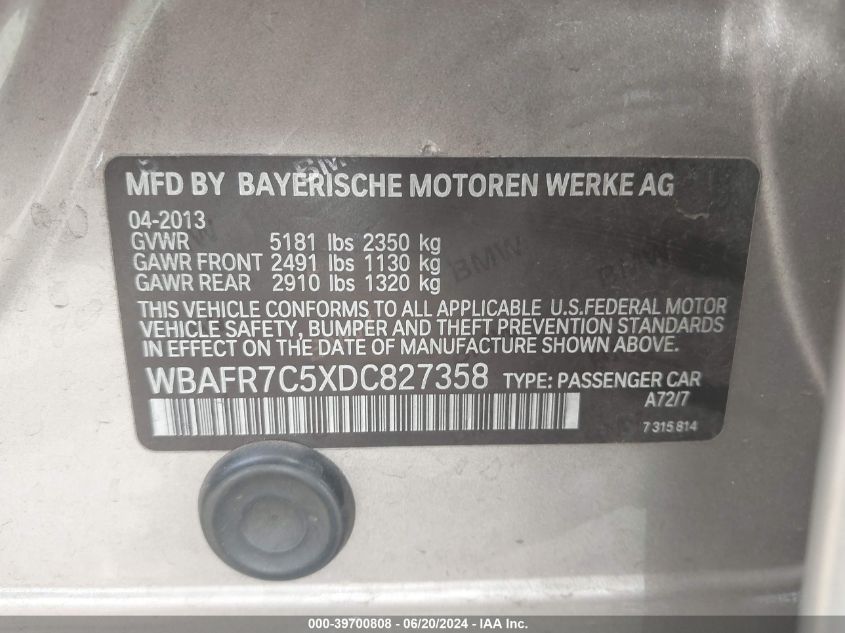 MFD BY BAYERISCHE MOTOREN WERKE AG
04-2013
GVWR 5181 lbs 2350 kg
GAWR FRONT 2491 lbs 1130 kg
GAWR REAR 2910 lbs 1320 kg
THIS VEHICLE CONFORMS TO ALL APPLICABLE U.S.FEDERAL MOTOR
VEHICLE SAFETY, BUMPER AND THEFT PREVENTION STANDARDS
IN EFFECT ON THE DATE OF MANUFACTURE SHOWN ABOVE.
WBAFR7C5XDC827358 TYPE: PASSENGER CAR
A72/7
7 315 814
000-39700808 - 06/20/2024 - IAA Inc.